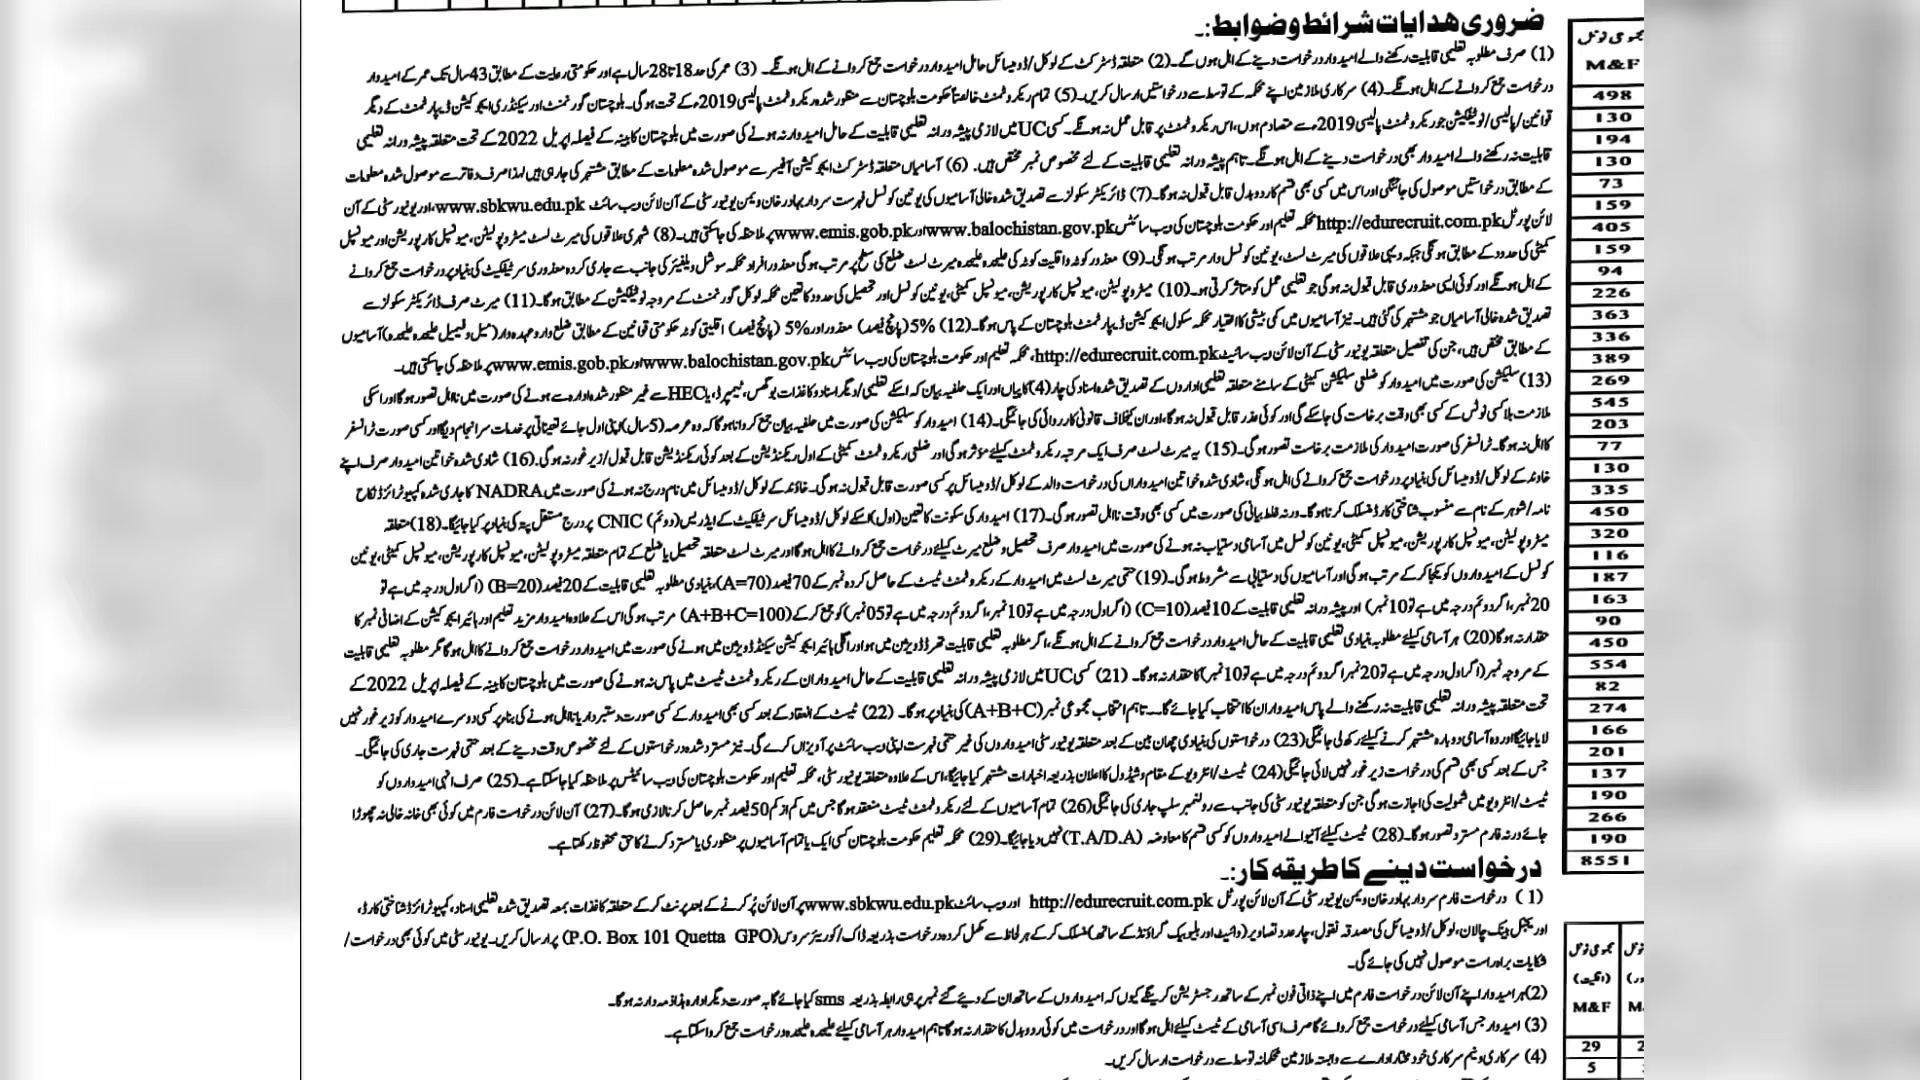 ضروری ھدایات شرائط و ضوابط:۔
(1) صرف مطلوبہ تعلیمی قابلیت رکھنے والے امیدوار درخواست دینے کے اہل ہوں گے۔ (2) متعلقہ ڈسٹرکٹ کے لوکل/ڈومیسائل حامل امیدوار درخواست جمع کروانے کے اہل ہونگے۔ (3) عمر کی حد 18 تا 28 سال ہے اور حکومتی رعایت کے مطابق 43 سال تک عمر کے امیدوار
درخواست جمع کروانے کے اہل ہونگے۔ (4) سرکاری ملازمین اپنے محکمہ کے توسط سے درخواستیں ارسال کریں۔ (5) تمام ریکروٹمنٹ خالصتاً حکومت بلوچستان سے منظور شدہ ریکروٹمنٹ پالیسی 2019ء کے تحت ہوگی۔ بلوچستان گورنمنٹ اور سیکنڈری ایجوکیشن ڈیپارٹمنٹ کے دیگر
قوانین/پالیسی/نوٹیفکیشن جو ریکروٹمنٹ پالیسی 2019ء سے متصادم ہوں، اس ریکروٹمنٹ پر قابل عمل نہ ہونگے۔ کسی UC میں لازمی پیشہ ورانہ تعلیمی قابلیت کے حامل امیدوار نہ ہونے کی صورت میں بلوچستان کابینہ کے فیصلہ اپریل 2022 کے تحت متعلقہ پیشہ ورانہ تعلیمی
قابلیت نہ رکھنے والے امیدوار بھی درخواست دینے کے اہل ہونگے۔ تاہم پیشہ ورانہ تعلیمی قابلیت کے لئے مخصوص نمبر مختص ہیں۔ (6) آسامیاں متعلقہ ڈسٹرکٹ ایجوکیشن آفیسر سے موصول شدہ معلومات کے مطابق مشتہر کی جارہی ہیں لہذا صرف دفاتر سے موصول شدہ معلومات
کے مطابق درخواستیں موصول کی جائینگی اور اس میں کسی بھی قسم کا ردوبدل قابل قبول نہ ہوگا۔ (7) ڈائریکٹر سکولز سے تصدیق شدہ خالی آسامیوں کی یونین کونسل فہرست سردار بہادر خان ویمن یونیورسٹی کے آن لائن ویب سائٹ www.sbkwu.edu.pk، اور یونیورسٹی کے آن
لائن پورٹل http://edurecruit.com.pk محکمہ تعلیم اور حکومت بلوچستان کی ویب سائٹس www.balochistan.gov.pk اور www.emis.gob.pk پر ملاحظہ کی جاسکتی ہیں۔ (8) شہری علاقوں کی میرٹ لسٹ میٹروپولیٹن، میونسپل کارپوریشن اور میونسپل
کمیٹی کی حدود کے مطابق ہونگی جبکہ دیہی علاقوں کی میرٹ لسٹ، یونین کونسل وار مرتب ہونگی۔ (9) معذور کوٹہ و اقلیت کوٹہ کی علیحدہ علیحدہ میرٹ لسٹ ضلع کی سطح پر مرتب ہوگی معذور افراد محکمہ سوشل ویلفیئر کی جانب سے جاری کردہ معذوری سرٹیفکیٹ کی بنیاد پر درخواست جمع کروانے
کے اہل ہونگے اور کوئی ایسی معذوری قابل قبول نہ ہوگی جو تعلیمی عمل کو متاثر کرتی ہو۔ (10) میٹروپولیٹن، میونسپل کارپوریشن، میونسپل کمیٹی، یونین کونسل اور تحصیل کی حدود کا تعین محکمہ لوکل گورنمنٹ کے مروجہ نوٹیفکیشن کے مطابق ہوگا۔ (11) میرٹ صرف ڈائریکٹر سکولز سے
تصدیق شدہ خالی آسامیاں جو مشتہر کی گئی ہیں۔ نیز آسامیوں میں کمی بیشی کا اختیار محکمہ سکول ایجوکیشن ڈیپارٹمنٹ بلوچستان کے پاس ہوگا۔ (12) 5% (پانچ فیصد) معذور اور 5% (پانچ فیصد) اقلیتی کوٹہ حکومتی قوانین کے مطابق ضلع وار و عہدہ وار (میل و فیمیل علیحدہ علیحدہ) آسامیوں
کے مطابق مختص ہیں، جن کی تفصیل متعلقہ یونیورسٹی کے آن لائن ویب سائیٹ http://edurecruit.com.pk، محکمہ تعلیم اور حکومت بلوچستان کی ویب سائٹس www.balochistan.gov.pk اور www.emis.gob.pk پر ملاحظہ کی جاسکتی ہیں۔
(13) سلیکشن کی صورت میں امیدوار کو ضلعی سلیکشن کمیٹی کے سامنے متعلقہ تعلیمی اداروں کے تصدیق شدہ اسناد کی چار (4) کاپیاں اور ایک حلفیہ بیان کہ اسکے تعلیمی/دیگر اسناد و کاغذات بوگس، ٹیمپرڈ، یا HEC سے غیر منظور شدہ ادارہ سے ہونے کی صورت میں نااہل تصور ہوگا اور اسکی
ملازمت بلا کسی نوٹس کے کسی بھی وقت برخاست کی جاسکے گی اور کوئی عذر قابل قبول نہ ہوگا، اور ان کیخلاف قانونی کارروائی کی جائیگی۔ (14) امیدوار کو سلیکشن کی صورت میں حلفیہ بیان جمع کروانا ہوگا کہ وہ عرصہ (5 سال) اپنی اول جائے تعیناتی پر خدمات سرانجام دیگا اور کسی صورت ٹرانسفر
کا اہل نہ ہوگا۔ ٹرانسفر کی صورت امیدوار کی ملازمت برخاست تصور ہوگی۔ (15) یہ میرٹ لسٹ صرف ایک مرتبہ ریکروٹمنٹ کیلئے مؤثر ہوگی اور ضلعی ریکروٹمنٹ کمیٹی کے اول ریکمنڈیشن کے بعد کوئی ریکمنڈیشن قابل قبول/زیر غور نہ ہوگی۔ (16) شادی شدہ خواتین امیدوار صرف اپنے
خاوند کے لوکل/ڈومیسائل کی بنیاد پر درخواست جمع کروانے کی اہل ہونگی، شادی شدہ خواتین امیدواراں کی درخواست والد کے لوکل/ڈومیسائل پر کسی صورت قابل قبول نہ ہوگی۔ خاوند کے لوکل/ڈومیسائل میں نام درج نہ ہونے کی صورت میں NADRA کا جاری شدہ کمپیوٹرائزڈ نکاح
نامہ/شوہر کے نام سے منسوب شناختی کارڈ منسلک کرنا ہوگا۔ ورنہ غلط بیانی کی صورت میں کسی بھی وقت نااہل تصور ہوگی۔ (17) امیدوار کی سکونت کا تعین (اول) اسکے لوکل/ڈومیسائل سرٹیفکیٹ کے ایڈریس (دوئم) CNIC پر درج مستقل پتہ کی بنیاد پر کیا جائیگا۔ (18) متعلقہ
میٹروپولیٹن، میونسپل کارپوریشن، میونسپل کمیٹی، یونین کونسل میں آسامی دستیاب نہ ہونے کی صورت میں امیدوار صرف تحصیل و ضلع میرٹ کیلئے درخواست جمع کروانے کا اہل ہوگا اور میرٹ لسٹ متعلقہ تحصیل یا ضلع کے تمام متعلقہ میٹروپولیٹن، میونسپل کارپوریشن، میونسپل کمیٹی، یونین
کونسل کے امیدواروں کو یکجا کر کے مرتب ہوگی اور آسامیوں کی دستیابی سے مشروط ہوگی۔ (19) حتمی میرٹ لسٹ میں امیدوار کے ریکروٹمنٹ ٹیسٹ کے حاصل کردہ نمبر کے 70 فیصد (A=70)، بنیادی مطلوبہ تعلیمی قابلیت کے 20 فیصد (B=20) (اگر اول درجہ میں ہے تو
20 نمبر، اگر دوئم درجہ میں ہے تو 10 نمبر) اور پیشہ ورانہ تعلیمی قابلیت کے 10 فیصد (C=10) (اگر اول درجہ میں ہے تو 10 نمبر، اگر دوئم درجہ میں ہے تو 05 نمبر) کو جمع کر کے (A+B+C=100) مرتب ہوگی اس کے علاوہ امیدوار مزید تعلیم اور ہائیر ایجوکیشن کے اضافی نمبر کا
حقدار نہ ہوگا (20) ہر آسامی کیلئے مطلوبہ بنیادی تعلیمی قابلیت کے حامل امیدوار درخواست جمع کروانے کے اہل ہونگے، اگر مطلوبہ تعلیمی قابلیت تھرڈ ڈویژن میں ہو اور اگلی ہائیر ایجوکیشن سیکنڈ ڈویژن میں ہونے کی صورت میں امیدوار درخواست جمع کروانے کا اہل ہوگا مگر مطلوبہ تعلیمی قابلیت
کے مروجہ نمبر (اگر اول درجہ میں ہے تو 20 نمبر اگر دوئم درجہ میں ہے تو 10 نمبر) کا حقدار نہ ہوگا۔ (21) کسی UC میں لازمی پیشہ ورانہ تعلیمی قابلیت کے حامل امیدواران کے ریکروٹمنٹ ٹیسٹ میں پاس نہ ہونے کی صورت میں بلوچستان کابینہ کے فیصلہ اپریل 2022 کے
تحت متعلقہ پیشہ ورانہ تعلیمی قابلیت نہ رکھنے والے پاس امیدواران کا انتخاب کیا جائے گا۔۔ تاہم انتخاب مجموعی نمبر (A+B+C) کی بنیاد پر ہوگا۔ (22) ٹیسٹ کے انعقاد کے بعد کسی بھی امیدوار کے کسی صورت دستبردار یا نااہل ہونے کی بناء پر کسی دوسرے امیدوار کو زیر غور نہیں
لایا جائیگا اور وہ آسامی دوبارہ مشتہر کرنے کیلئے رکھ لی جائیگی (23) درخواستوں کی بنیادی چھان بین کے بعد متعلقہ یونیورسٹی امیدواروں کی غیر حتمی فہرست اپنی ویب سائٹ پر آویزاں کرے گی۔ نیز مسترد شدہ درخواستوں کے لئے مخصوص وقت دینے کے بعد حتمی فہرست جاری کی جائیگی۔
جس کے بعد کسی بھی قسم کی درخواست زیر غور نہیں لائی جائیگی (24) ٹیسٹ/انٹرویو کے مقام و شیڈول کا اعلان بذریعہ اخبارات مشتہر کیا جائیگا، اس کے علاوہ متعلقہ یونیورسٹی، محکمہ تعلیم اور حکومت بلوچستان کی ویب سائیٹس پر ملاحظہ کیا جاسکتا ہے۔ (25) صرف انہی امیدواروں کو
ٹیسٹ/انٹرویو میں شمولیت کی اجازت ہوگی جن کو متعلقہ یونیورسٹی کی جانب سے رولنمبر سلپ جاری کی جائیگی (26) تمام آسامیوں کے لئے ریکروٹمنٹ ٹیسٹ منعقد ہوگا جس میں کم از کم 50 فیصد نمبر حاصل کرنا لازمی ہوگا۔ (27) آن لائن درخواست فارم میں کوئی بھی خانہ خالی نہ چھوڑا
جائے ورنہ فارم مسترد تصور ہوگا۔ (28) ٹیسٹ کیلئے آنیوالے امیدواروں کو کسی قسم کا معاوضہ (T.A/D.A) نہیں دیا جائیگا۔ (29) محکمہ تعلیم حکومت بلوچستان کسی ایک یا تمام آسامیوں پر منظوری یا مسترد کرنے کا حق محفوظ رکھتا ہے۔
درخواست دینے کا طریقہ کار:۔
(1) درخواست فارم سردار بہادر خان ویمن یونیورسٹی کے آن لائن پورٹل http://edurecruit.com.pk اور ویب سائٹ www.sbkwu.edu.pk پر آن لائن پُر کرنے کے بعد پرنٹ کر کے متعلقہ کاغذات بمعہ تصدیق شدہ تعلیمی اسناد، کمپیوٹرائزڈ شناختی کارڈ،
اوریجنل بینک چالان، لوکل/ڈومیسائل کی مصدقہ نقول، چار عدد تصاویر (وائیٹ اور بلیو بیک گراؤنڈ کے ساتھ) منسلک کر کے ہر لحاظ سے مکمل کردہ درخواست بذریعہ ڈاک/کوریئر سروس (P.O. Box 101 Quetta GPO) پر ارسال کریں۔ یونیورسٹی میں کوئی بھی درخواست/
شکایات براہ راست موصول نہیں کی جائے گی۔
(2) ہر امیدوار اپنے آن لائن درخواست فارم میں اپنے ذاتی فون نمبر کے ساتھ رجسٹریشن کرینگے کیوں کہ امیدواروں کے ساتھ ان کے دیئے گئے نمبر پر ہی رابطہ بذریعہ sms کیا جائے گا بہ صورت دیگر ادارہ ہذا ذمہ دار نہ ہوگا۔
(3) امیدوار جس آسامی کیلئے درخواست جمع کروائے گا صرف اسی آسامی کے ٹیسٹ کیلئے اہل ہوگا اور درخواست میں کوئی ردوبدل کا حقدار نہ ہوگا تاہم امیدوار ہر آسامی کیلئے علیحدہ علیحدہ درخواست جمع کرواسکتا ہے۔
(4) سرکاری و نیم سرکاری خودمختار ادارے سے وابستہ ملازمین محکمانہ توسط سے درخواست ارسال کریں۔
مجموعی ٹوٹل
M&F
498
130
194
130
73
159
405
159
94
226
363
336
389
269
545
203
77
130
335
450
320
116
187
163
90
450
554
82
274
166
201
137
190
266
190
8551
مجموعی ٹوٹل
(اقلیت)
M&F
29
5